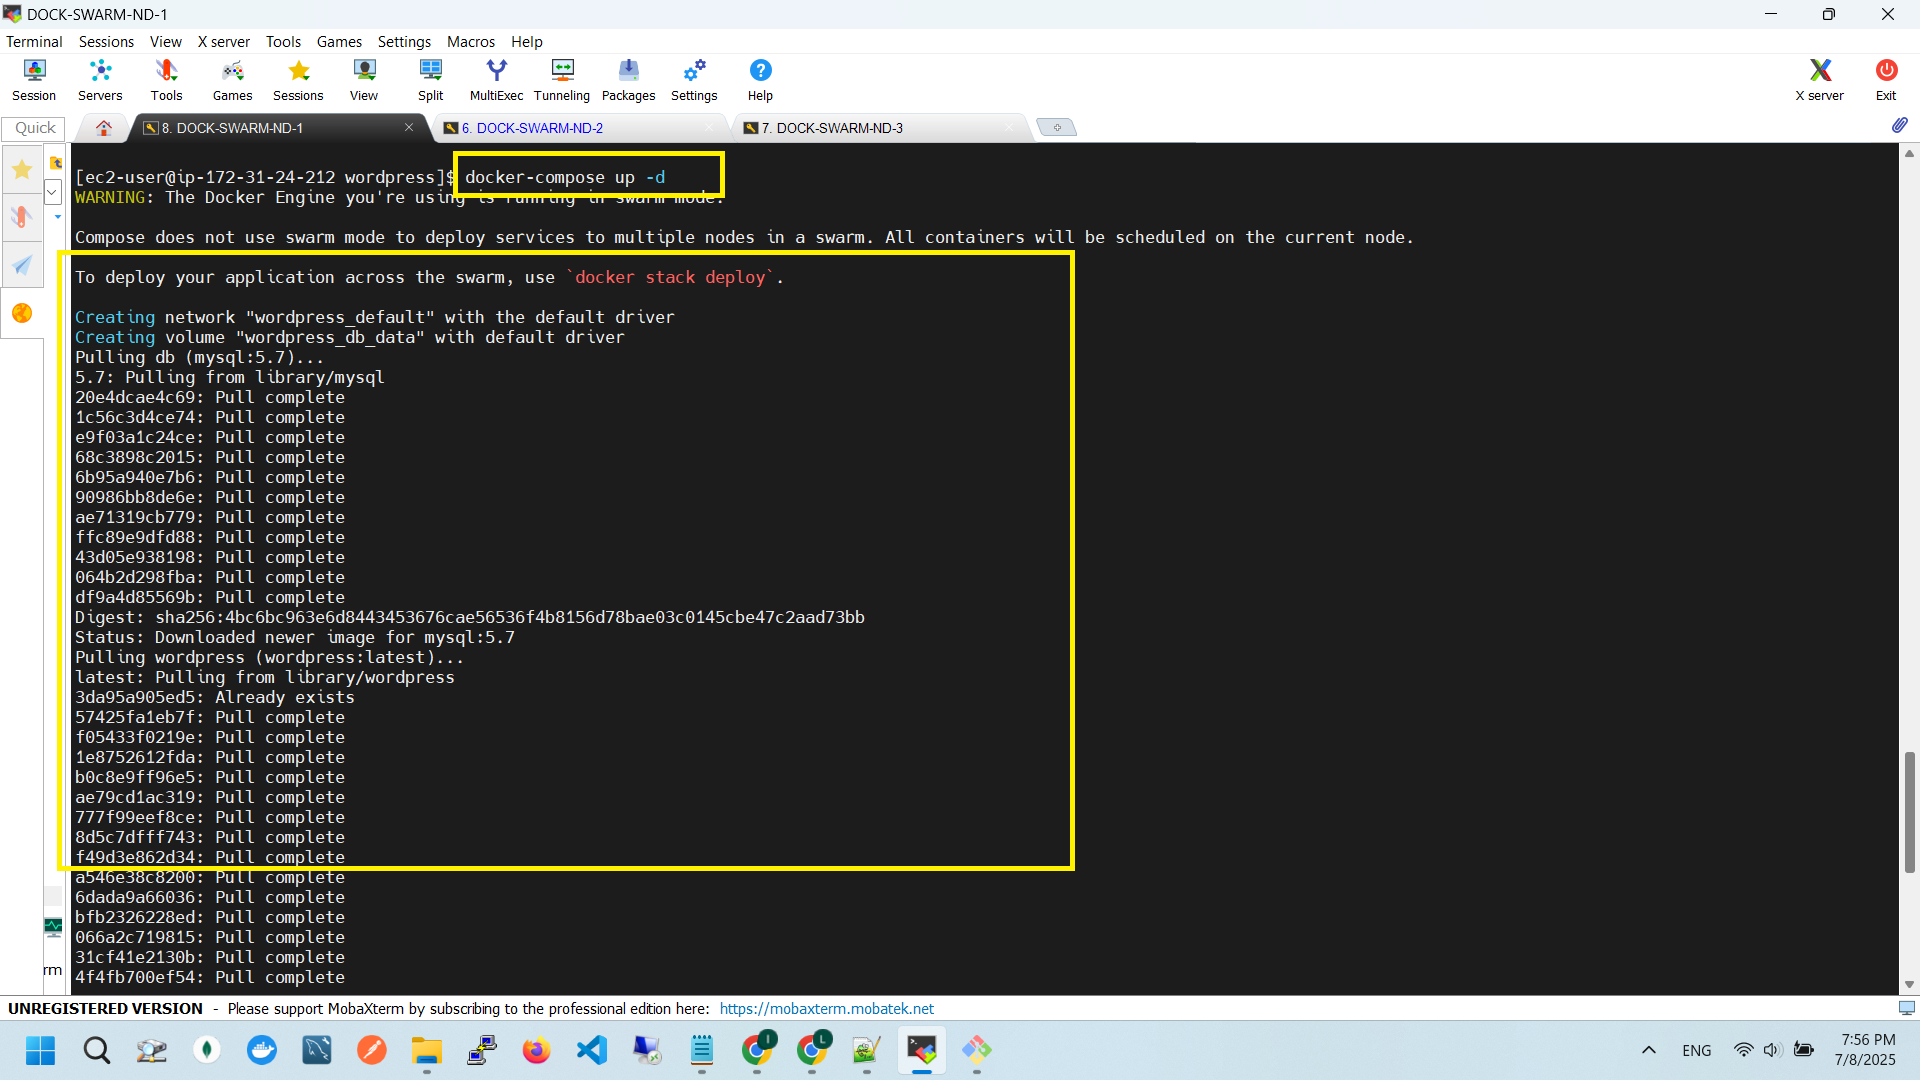 DOCK-SWARM-ND-1
Terminal Sessions View X server Tools Games Settings Macros Help
Session Servers Tools Games Sessions View Split MultiExec Tunneling Packages Settings Help X server Exit
Quick 8. DOCK-SWARM-ND-1 6. DOCK-SWARM-ND-2 7. DOCK-SWARM-ND-3
[ec2-user@ip-172-31-24-212 wordpress]$ docker-compose up -d
WARNING: The Docker Engine you're using is running in swarm mode.
Compose does not use swarm mode to deploy services to multiple nodes in a swarm. All containers will be scheduled on the current node.
To deploy your application across the swarm, use `docker stack deploy`.
Creating network "wordpress_default" with the default driver
Creating volume "wordpress_db_data" with default driver
Pulling db (mysql:5.7)...
5.7: Pulling from library/mysql
20e4dcae4c69: Pull complete
1c56c3d4ce74: Pull complete
e9f03a1c24ce: Pull complete
68c3898c2015: Pull complete
6b95a940e7b6: Pull complete
90986bb8de6e: Pull complete
ae71319cb779: Pull complete
ffc89e9dfd88: Pull complete
43d05e938198: Pull complete
064b2d298fba: Pull complete
df9a4d85569b: Pull complete
Digest: sha256:4bc6bc963e6d8443453676cae56536f4b8156d78bae03c0145cbe47c2aad73bb
Status: Downloaded newer image for mysql:5.7
Pulling wordpress (wordpress:latest)...
latest: Pulling from library/wordpress
3da95a905ed5: Already exists
57425fa1eb7f: Pull complete
f05433f0219e: Pull complete
1e8752612fda: Pull complete
b0c8e9ff96e5: Pull complete
ae79cd1ac319: Pull complete
777f99eef8ce: Pull complete
8d5c7dfff743: Pull complete
f49d3e862d34: Pull complete
a546e38c8200: Pull complete
6dada9a66036: Pull complete
bfb2326228ed: Pull complete
066a2c719815: Pull complete
31cf41e2130b: Pull complete
rm
4f4fb700ef54: Pull complete
UNREGISTERED VERSION - Please support MobaXterm by subscribing to the professional edition here: https://mobaxterm.mobatek.net
I L ENG 7:56 PM
7/8/2025